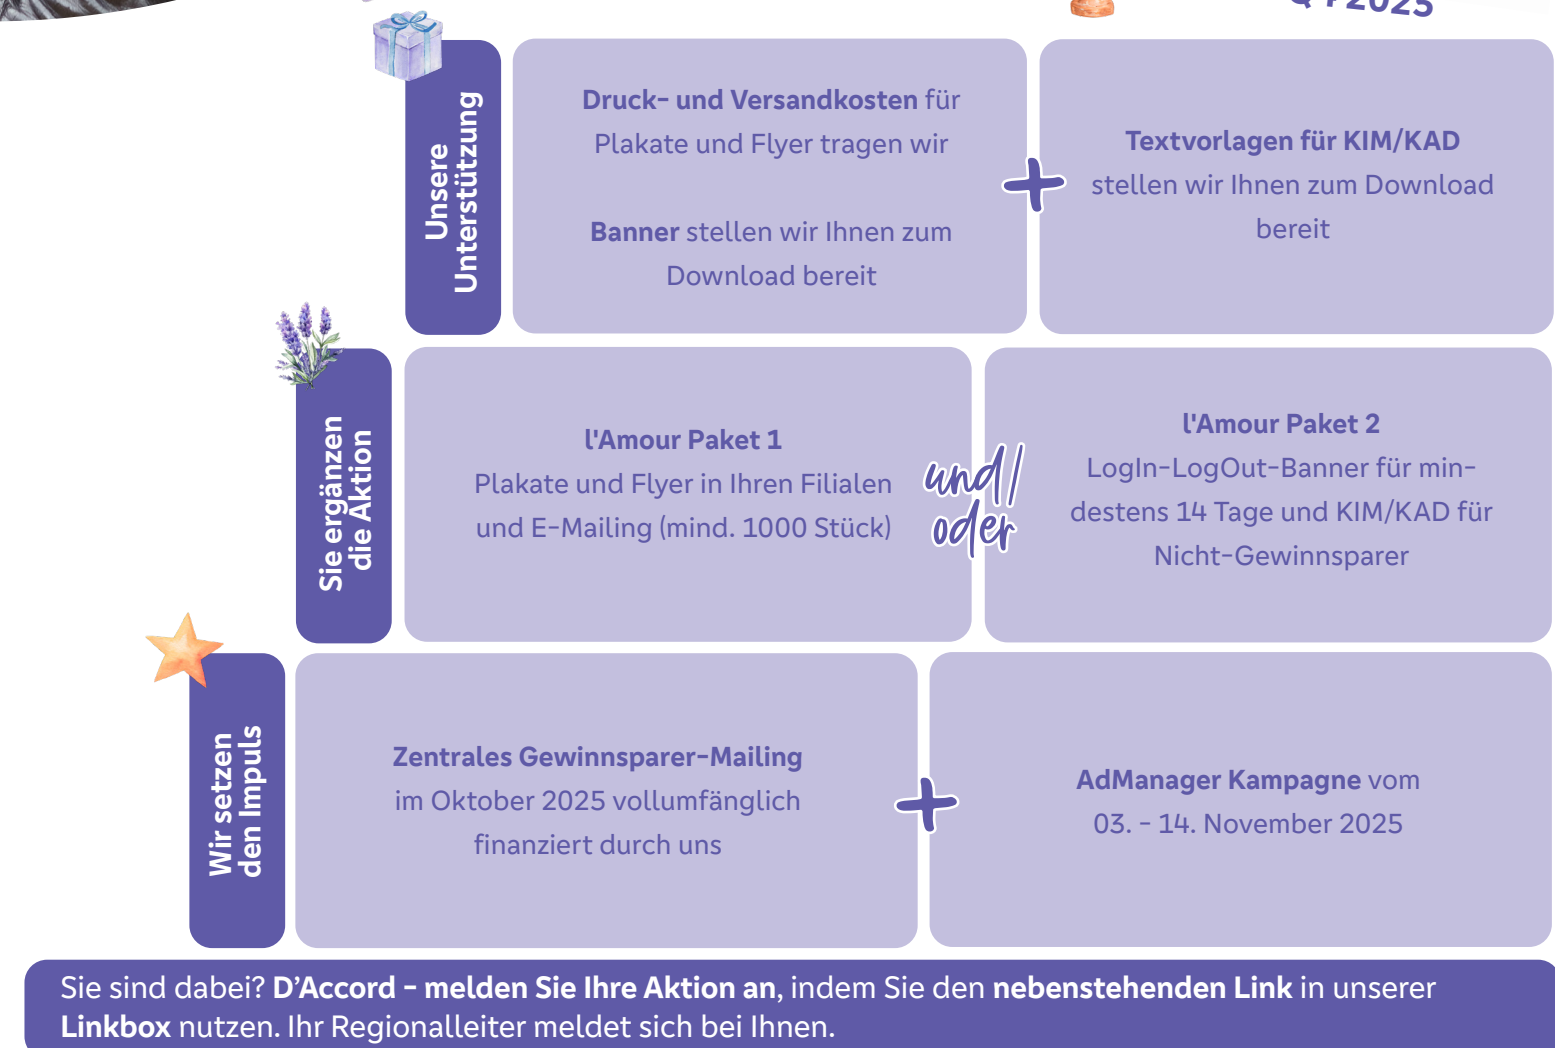 Q42025
Unsere
Unterstützung
Druck- und Versandkosten für
Plakate und Flyer tragen wir
Banner stellen wir Ihnen zum
Download bereit
+
Textvorlagen für KIM/KAD
stellen wir Ihnen zum Download
bereit
Sie ergänzen
die Aktion
l'Amour Paket 1
Plakate und Flyer in Ihren Filialen
und E-Mailing (mind. 1000 Stück)
und/
oder
l'Amour Paket 2
LogIn-LogOut-Banner für min-
destens 14 Tage und KIM/KAD für
Nicht-Gewinnsparer
Wir setzen
den Impuls
Zentrales Gewinnsparer-Mailing
im Oktober 2025 vollumfänglich
finanziert durch uns
+
AdManager Kampagne vom
03. - 14. November 2025
Sie sind dabei? D’Accord - melden Sie Ihre Aktion an, indem Sie den nebenstehenden Link in unserer
Linkbox nutzen. Ihr Regionalleiter meldet sich bei Ihnen.